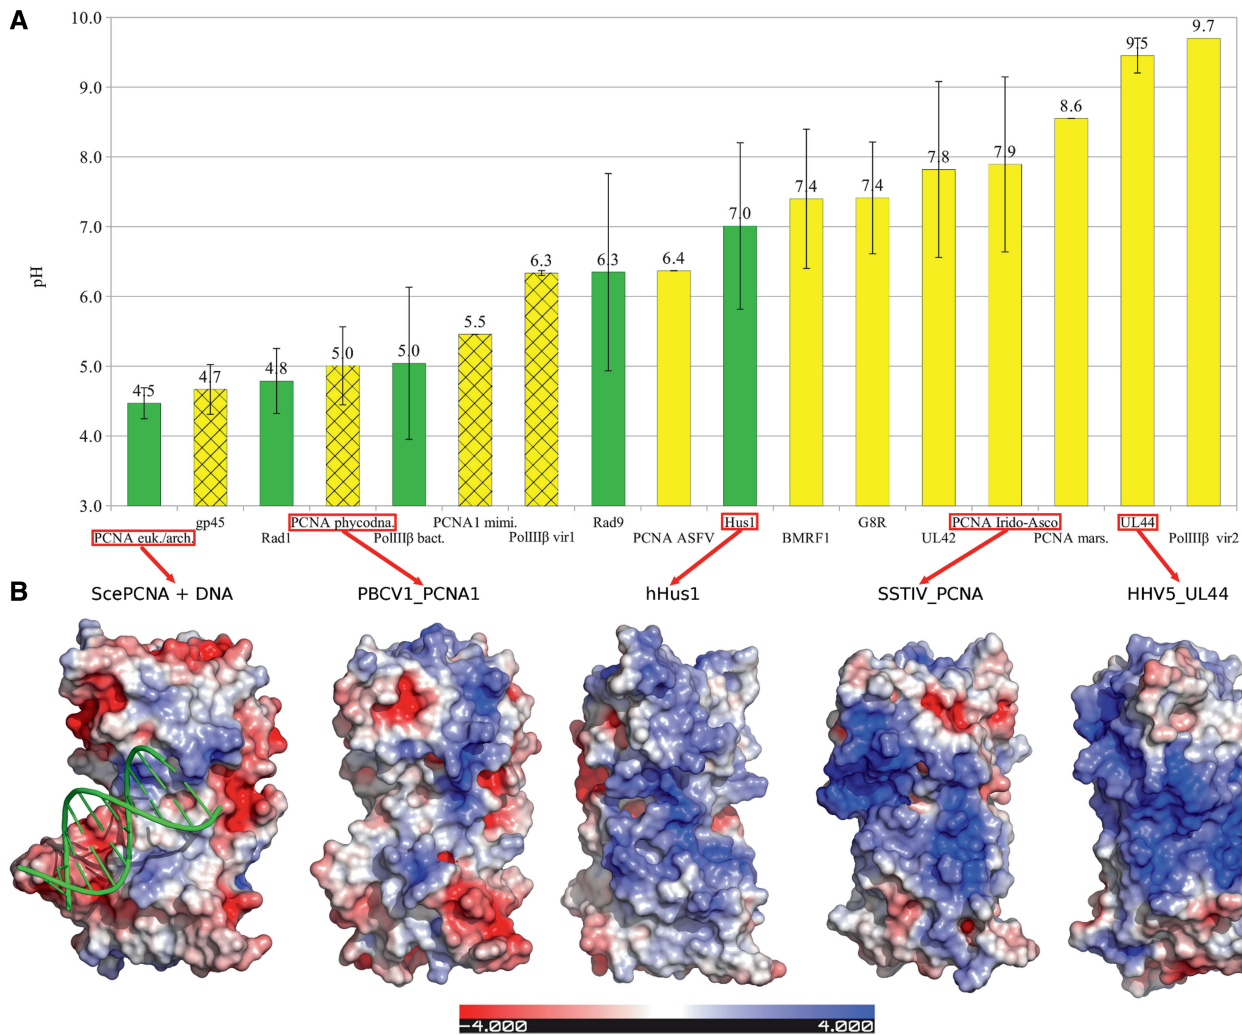 A
10.0
9.0
8.0
7.0
6.0
5.0
4.0
3.0
pH
4.5
4.7
4.8
5.0
5.0
5.5
6.3
6.3
6.4
7.0
7.4
7.4
7.8
7.9
8.6
9.5
9.7
PCNA euk./arch.
gp45
Rad1
PCNA phycodna.
PolIIIβ bact.
PCNA1 mimi.
PolIIIβ vir1
Rad9
PCNA ASFV
Hus1
BMRF1
G8R
UL42
PCNA Irido-Asco
PCNA mars.
UL44
PolIIIβ vir2
B
ScePCNA + DNA
PBCV1_PCNA1
hHus1
SSTIV_PCNA
HHV5_UL44
-4.000
4.000